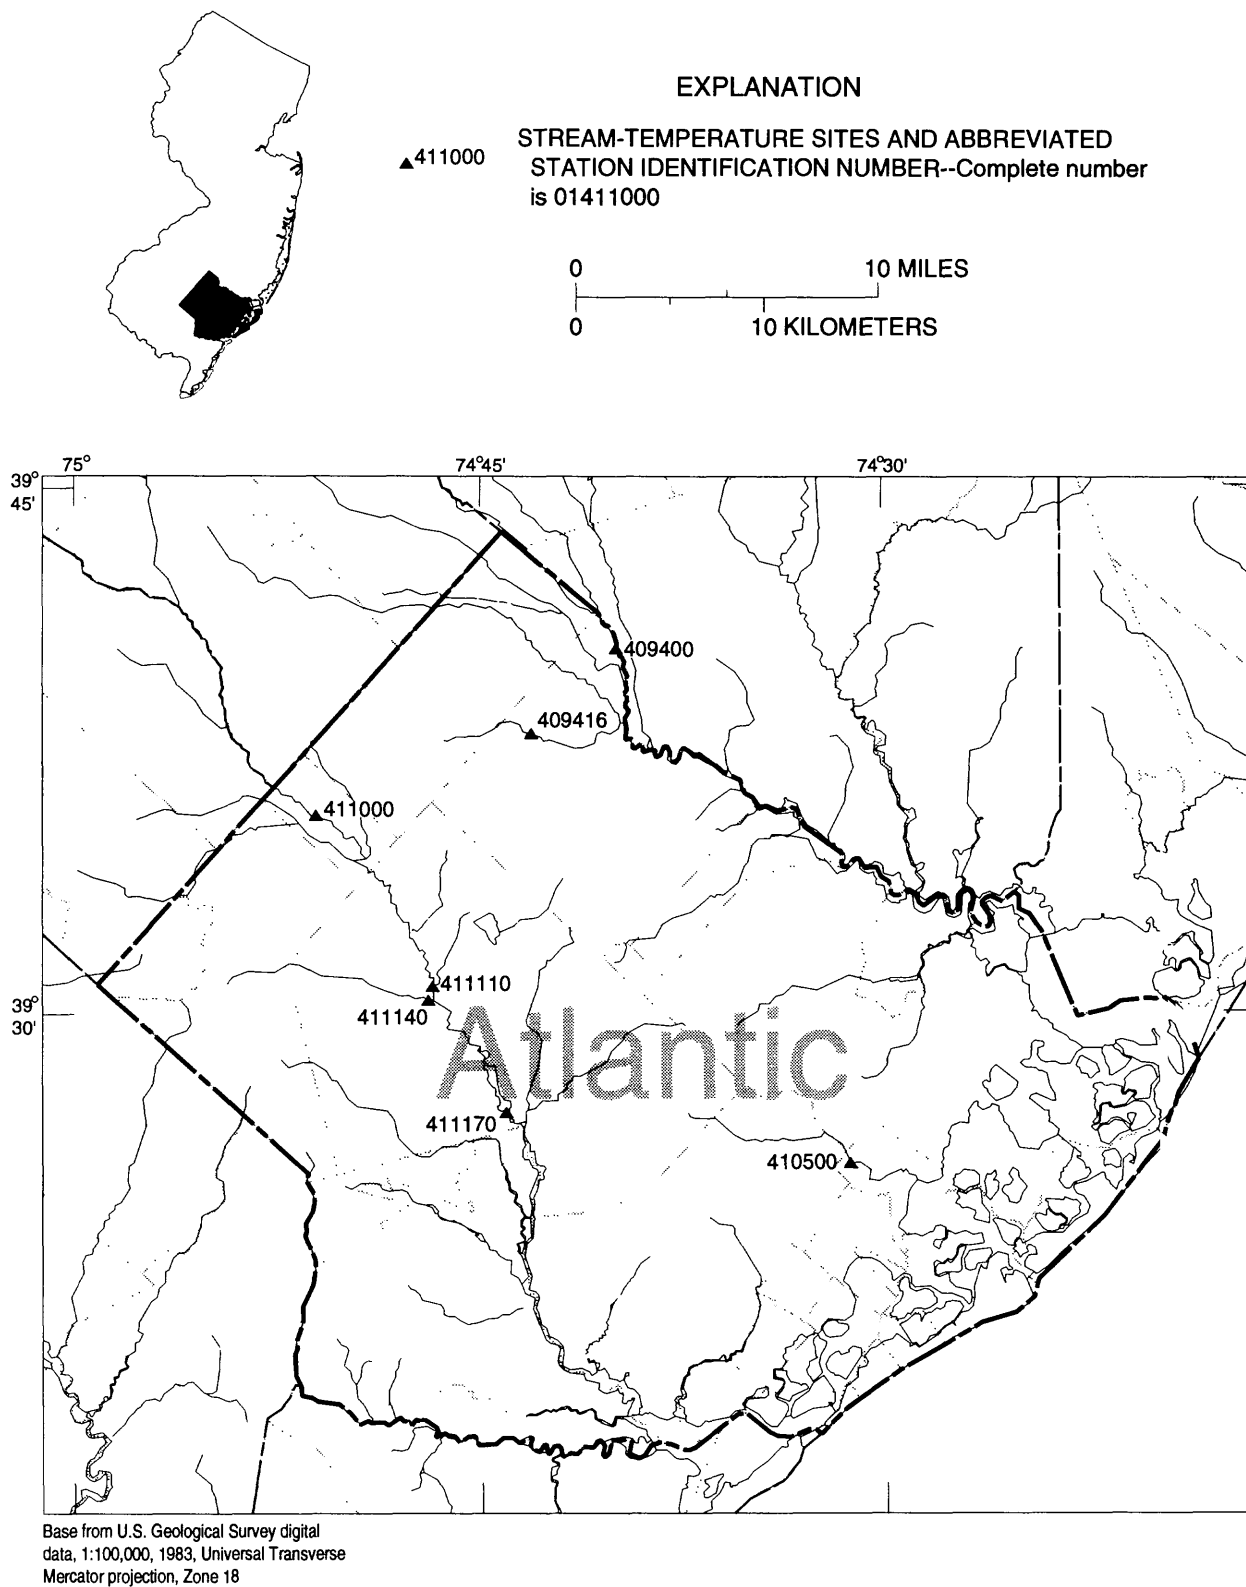 EXPLANATION
411000
STREAM-TEMPERATURE SITES AND ABBREVIATED
STATION IDENTIFICATION NUMBER--Complete number
is 01411000
0 10 MILES
0 10 KILOMETERS
75° 74°45' 74°30'
39°
45'
409400
409416
411000
411110
39°
30'
411140
Atlantic
411170
410500
Base from U.S. Geological Survey digital
data, 1:100,000, 1983, Universal Transverse
Mercator projection, Zone 18